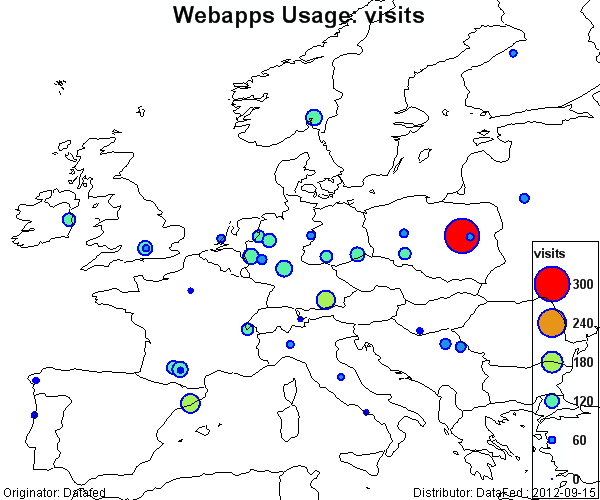 Webapps Usage: visits
visits
300
240
180
120
60
0
Originator: Datafed
Distributor: DataFed : 2012-09-15